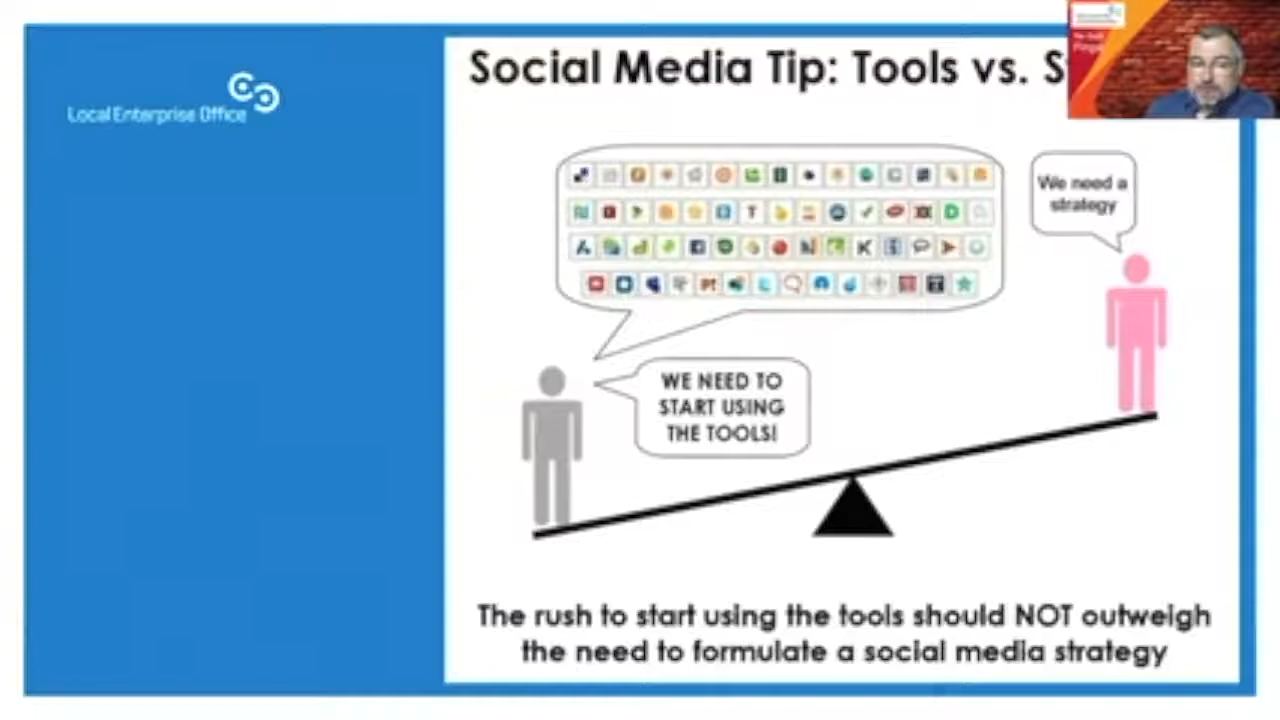 Local Enterprise Office
Social Media Tip: Tools vs. S
We need a
strategy
WE NEED TO
START USING
THE TOOLS!
The rush to start using the tools should NOT outweigh
the need to formulate a social media strategy